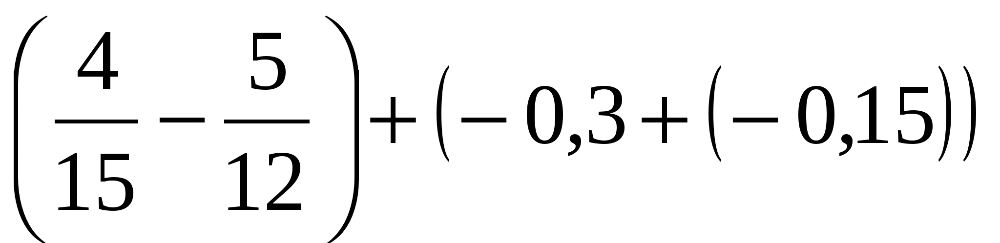 (4/15 − 5/12) + (− 0,3 + (− 0,15))